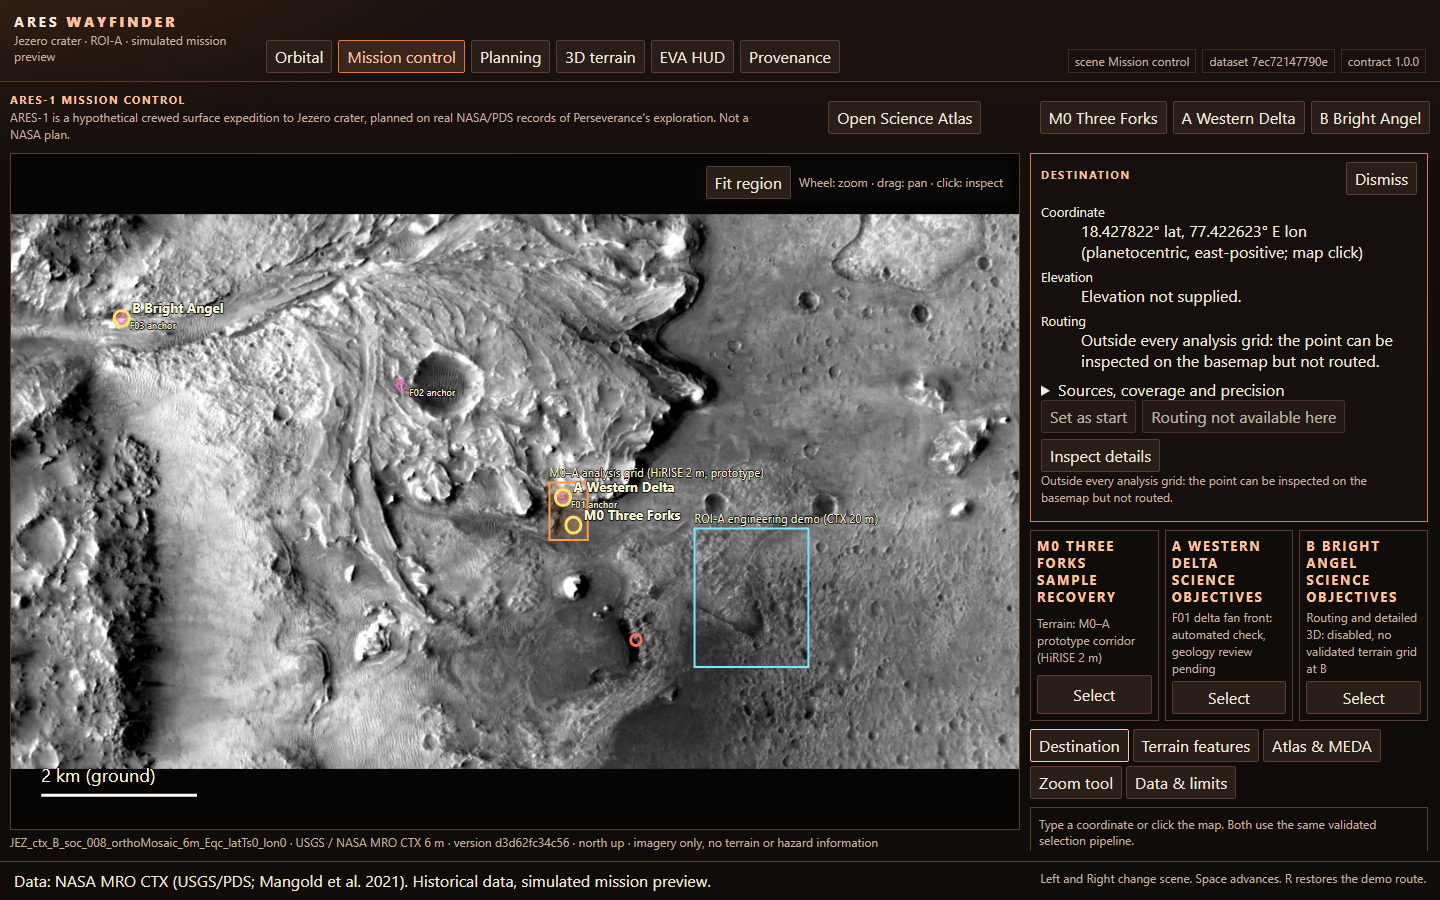 ARES WAYFINDER
Jezero crater · ROI-A · simulated mission
preview
Orbital
Mission control
Planning
3D terrain
EVA HUD
Provenance
scene Mission control
dataset 7ec72147790e
contract 1.0.0
ARES-1 MISSION CONTROL
ARES-1 is a hypothetical crewed surface expedition to Jezero crater, planned on real NASA/PDS records of Perseverance's exploration. Not a
NASA plan.
Open Science Atlas
M0 Three Forks
A Western Delta
B Bright Angel
Fit region
Wheel: zoom · drag: pan · click: inspect
B Bright Angel
F03 anchor
F02 anchor
M0–A analysis grid (HiRISE 2 m, prototype)
A Western Delta
F01 anchor
M0 Three Forks
ROI-A engineering demo (CTX 20 m)
2 km (ground)
JEZ_ctx_B_soc_008_orthoMosaic_6m_Eqc_latTs0_lon0 · USGS / NASA MRO CTX 6 m · version d3d62fc34c56 · north up · imagery only, no terrain or hazard information
DESTINATION
Dismiss
Coordinate
18.427822° lat, 77.422623° E lon
(planetocentric, east-positive; map click)
Elevation
Elevation not supplied.
Routing
Outside every analysis grid: the point can be
inspected on the basemap but not routed.
▶ Sources, coverage and precision
Set as start
Routing not available here
Inspect details
Outside every analysis grid: the point can be inspected on the
basemap but not routed.
M0 THREE
FORKS
SAMPLE
RECOVERY
Terrain: M0–A
prototype corridor
(HiRISE 2 m)
Select
A WESTERN
DELTA
SCIENCE
OBJECTIVES
F01 delta fan front:
automated check,
geology review
pending
Select
B BRIGHT
ANGEL
SCIENCE
OBJECTIVES
Routing and detailed
3D: disabled, no
validated terrain grid
at B
Select
Destination
Terrain features
Atlas & MEDA
Zoom tool
Data & limits
Type a coordinate or click the map. Both use the same validated
selection pipeline.
Data: NASA MRO CTX (USGS/PDS; Mangold et al. 2021). Historical data, simulated mission preview.
Left and Right change scene. Space advances. R restores the demo route.